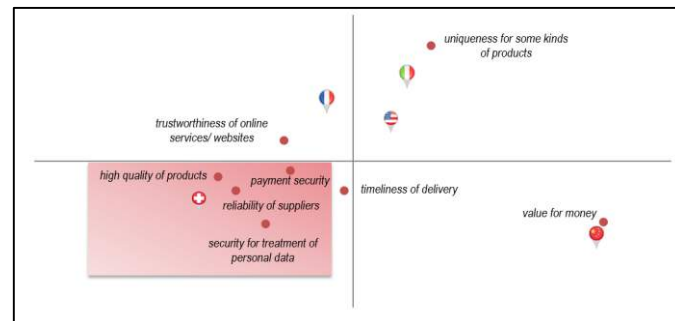 uniqueness for some kinds
of products
trustworthiness of online
services/ websites
high quality of products
payment security
timeliness of delivery
reliability of suppliers
value for money
security for treatment of
personal data